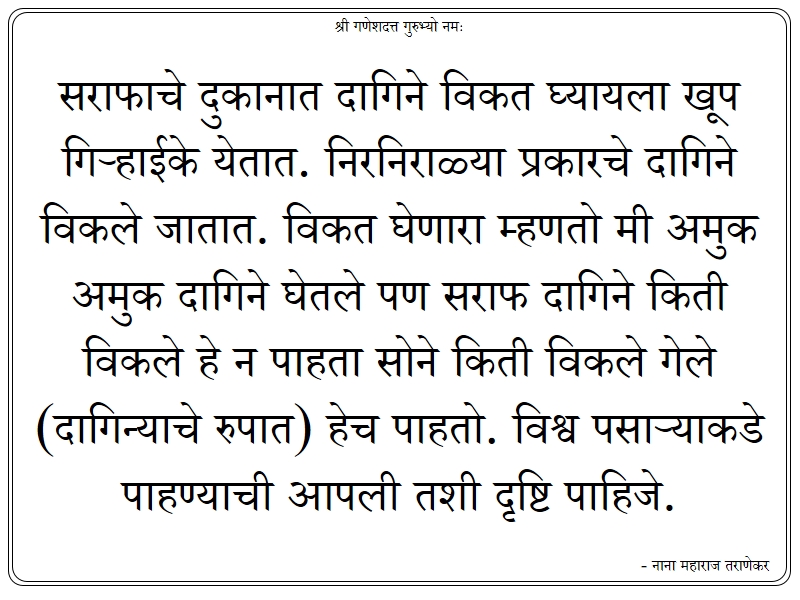 श्री गणेशदत्त गुरुभ्यो नमः
सराफाचे दुकानात दागिने विकत घ्यायला खूप
गिऱ्हाईके येतात. निरनिराळ्या प्रकारचे दागिने
विकले जातात. विकत घेणारा म्हणतो मी अमुक
अमुक दागिने घेतले पण सराफ दागिने किती
विकले हे न पाहता सोने किती विकले गेले
(दागिन्याचे रुपात) हेच पाहतो. विश्व पसाऱ्याकडे
पाहण्याची आपली तशी दृष्टि पाहिजे.
- नाना महाराज तराणेकर